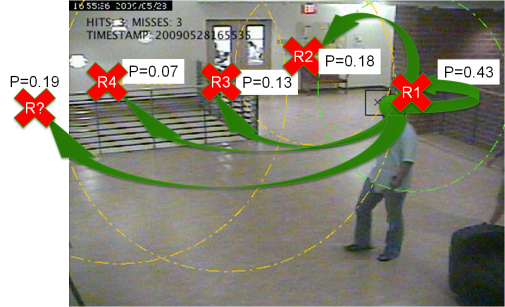 16 55:36 2009/05/28
HITS: 3, MISSES: 3
TIMESTAMP: 20090528165535
R2
P=0.18
P=0.43
P=0.19
R4
P=0.07
R3
P=0.13
R1
R?